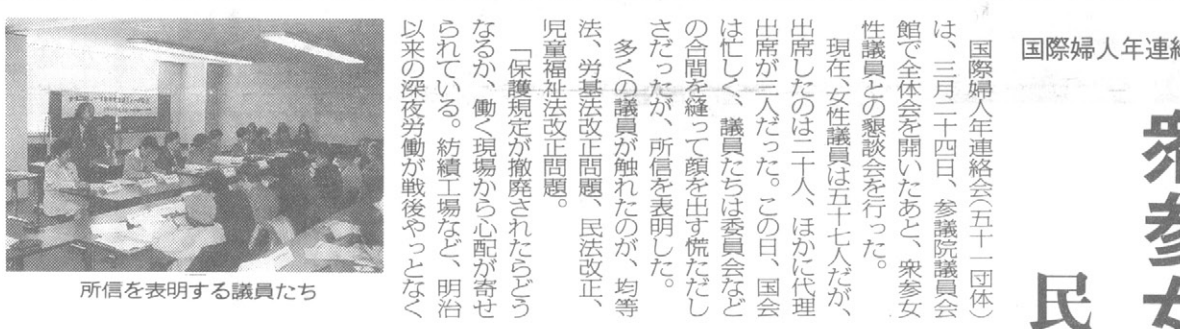 国際婦人年連
衆参女
民
国際婦人年連絡会(五十一団体)
は、三月二十四日、参議院議員会
館で全体会を開いたあと、衆参女
性議員との懇談会を行った。
現在、女性議員は五十七人だが、
出席したのは二十人、ほかに代理
出席が三人だった。この日、国会
は忙しく、議員たちは委員会など
の合間を縫って顔を出す慌ただし
さだったが、所信を表明した。
多くの議員が触れたのが、均等
法、労基法改正問題、民法改正、
児童福祉法改正問題。
「保護規定が撤廃されたらどう
なるか、働く現場から心配が寄せ
られている。紡績工場など、明治
以来の深夜労働が戦後やっとなく
所信を表明する議員たち